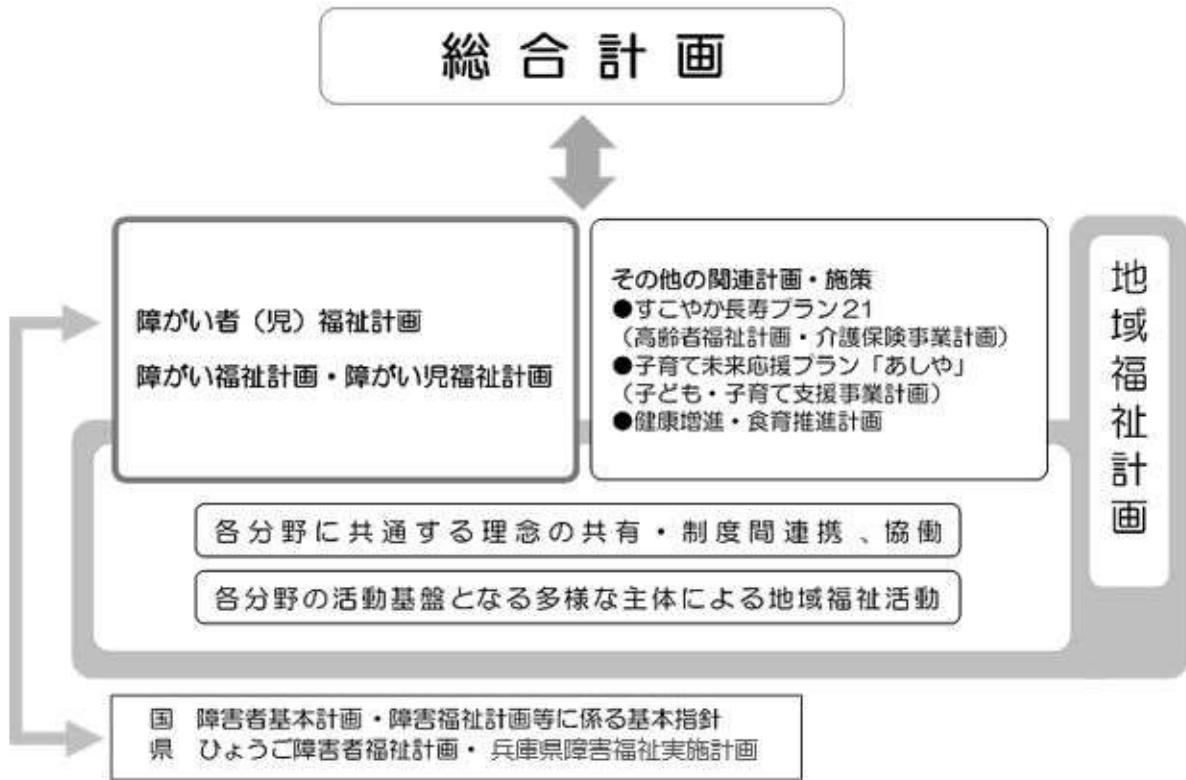 総合計画
障がい者（児）福祉計画
障がい福祉計画・障がい児福祉計画
その他の関連計画・施策
●すこやか長寿プラン21
（高齢者福祉計画・介護保険事業計画）
●子育て未来応援プラン「あしや」
（子ども・子育て支援事業計画）
●健康増進・食育推進計画
地域福祉計画
各分野に共通する理念の共有・制度間連携、協働
各分野の活動基盤となる多様な主体による地域福祉活動
国　障害者基本計画・障害福祉計画等に係る基本指針
県　ひょうご障害者福祉計画・兵庫県障害福祉実施計画